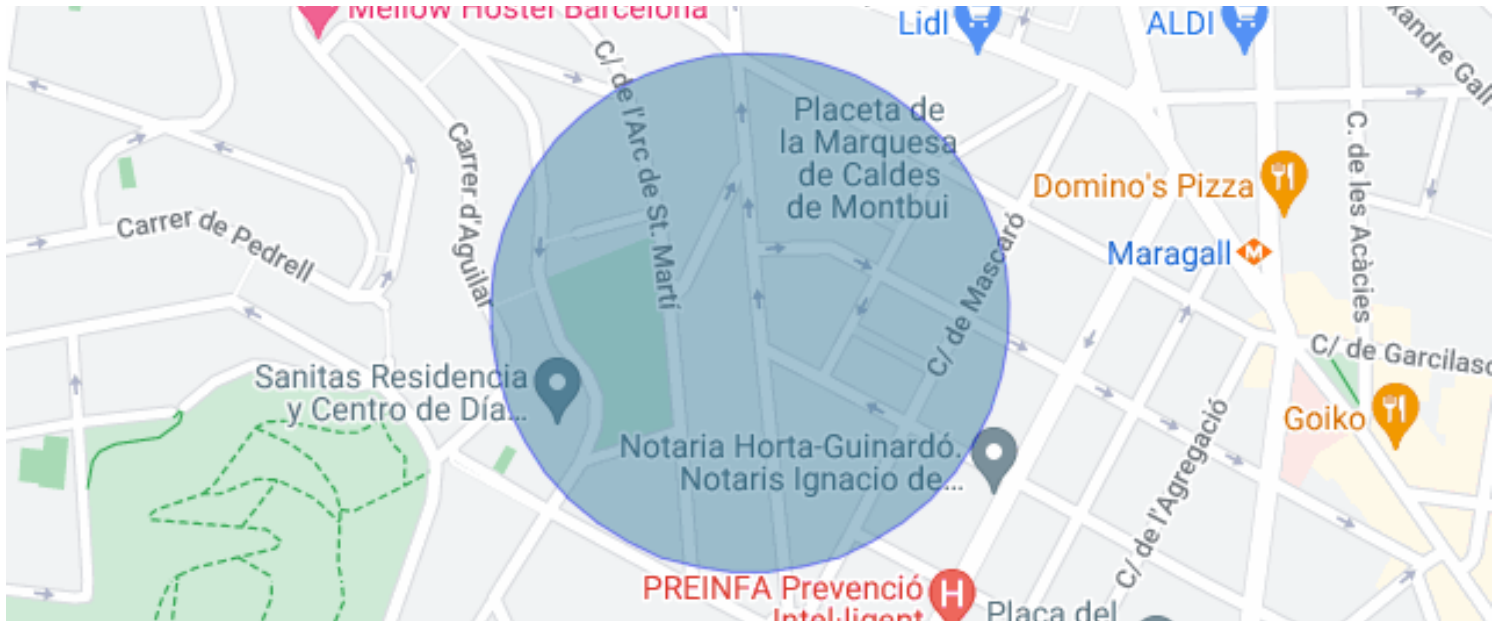 Mellow Hostel Barcelona
Lidl
ALDI
C/ de l'Arc de St. Martí
Placeta de
la Marquesa
de Caldes
de Montbui
Carrer d'Aguilar
C. de les Acàcies
Domino's Pizza
Carrer de Pedrell
C/ de Mascaró
Maragall
M
C/ de Garcilaso
Sanitas Residencia
y Centro de Día...
Goiko
Notaria Horta-Guinardó.
Notaris Ignacio de...
C/ de l'Agregació
PREINFA Prevenció
Intel·ligent
H
Plaça del